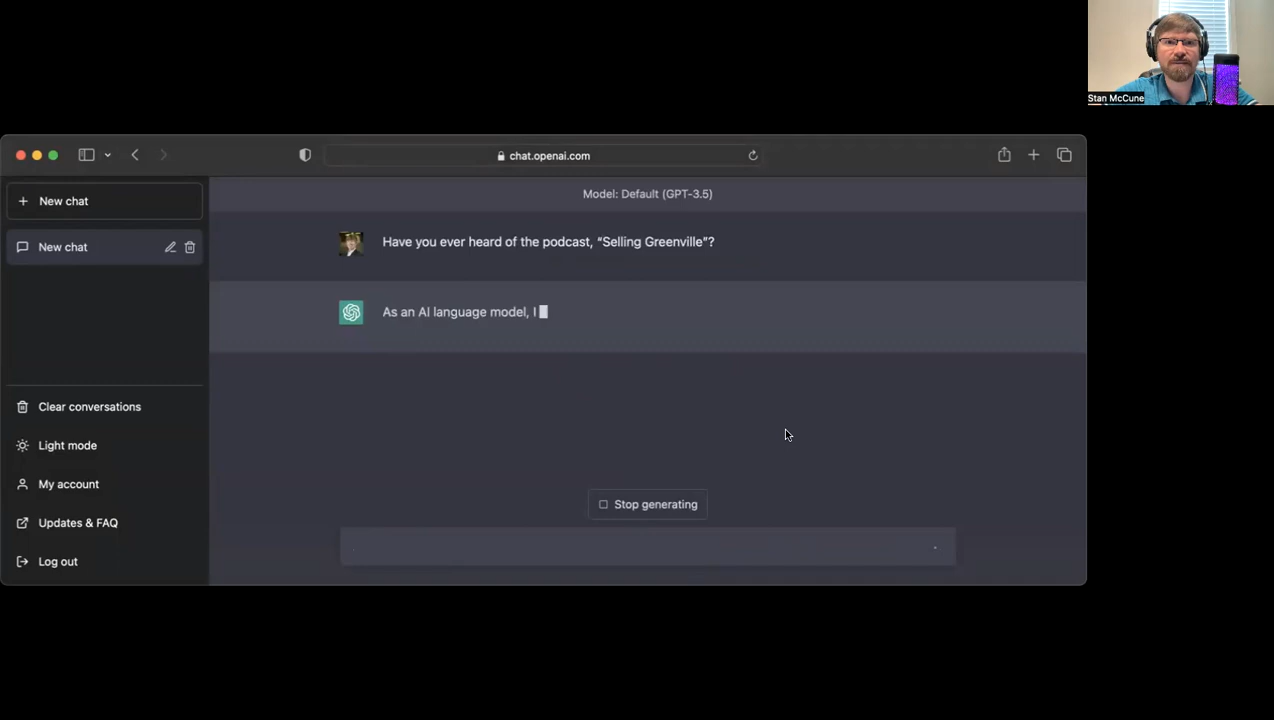 Stan McCune
chat.openai.com
New chat
Model: Default (GPT-3.5)
New chat
Have you ever heard of the podcast, “Selling Greenville”?
As an AI language model, I
Clear conversations
Light mode
My account
Stop generating
Updates & FAQ
Log out